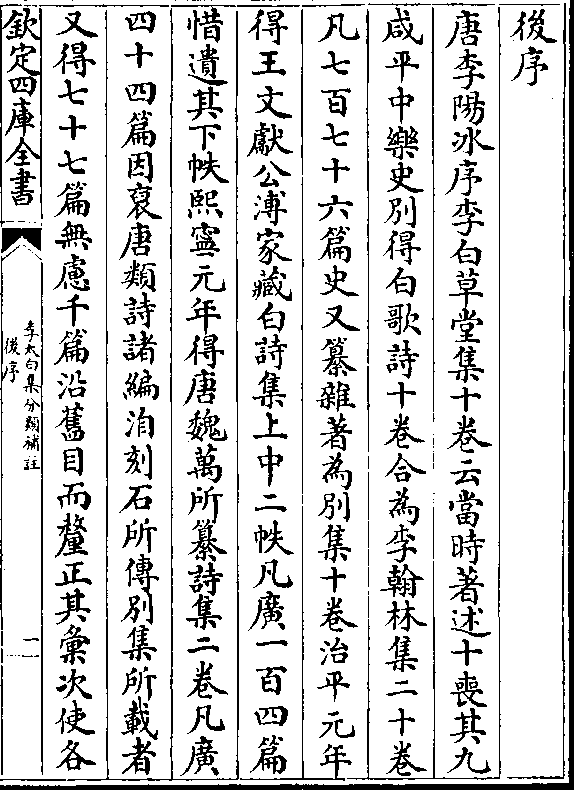 後序
唐李陽冰序李白草堂集十卷云當時著述十喪其九
咸平中樂史別得白歌詩十卷合為李翰林集二十卷
凡七百七十六篇史又纂雜著為別集十卷治平元年
得王文獻公溥家藏白詩集上中二帙凡廣一百四篇
惜遺其下帙熙寧元年得唐魏萬所纂詩集二卷凡廣
四十四篇因裒唐類詩諸編洎刻石所傳別集所載者
又得七十七篇無慮千篇沿舊目而釐正其彙次使各
欽定四庫全書
李太白集分類補註
後序
一